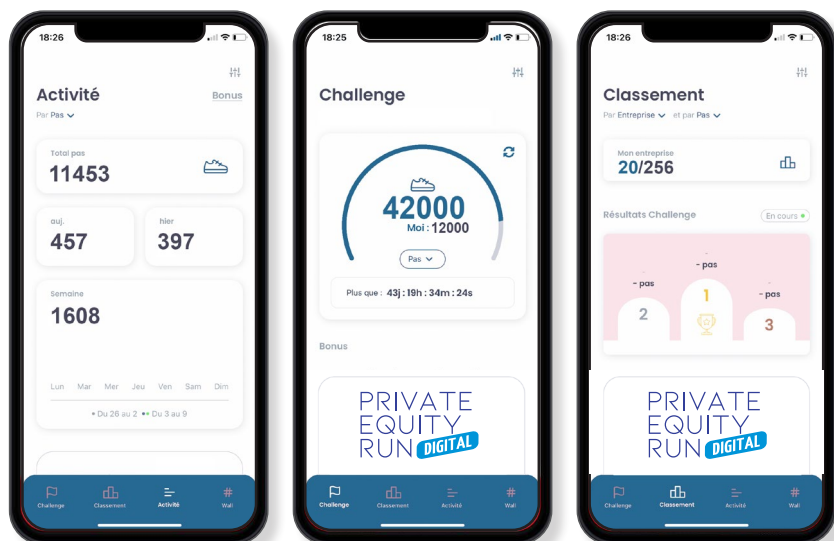 18:26
Activité
Bonus
Par Pas
Total pas
11453
auj.
457
hier
397
Semaine
1608
Lun Mar Mer Jeu Ven Sam Dim
Du 26 au 2 Du 3 au 9
Challenge Classement Activité Wall
18:25
Challenge
42000
Moi : 12000
Pas
Plus que : 43j : 19h : 34m : 24s
Bonus
PRIVATE
EQUITY
RUN DIGITAL
Challenge Classement Activité Wall
18:26
Classement
Par Entreprise et par Pas
Mon entreprise
20/256
Résultats Challenge
En cours
- pas
- pas
- pas
1
2
3
PRIVATE
EQUITY
RUN DIGITAL
Challenge Classement Activité Wall